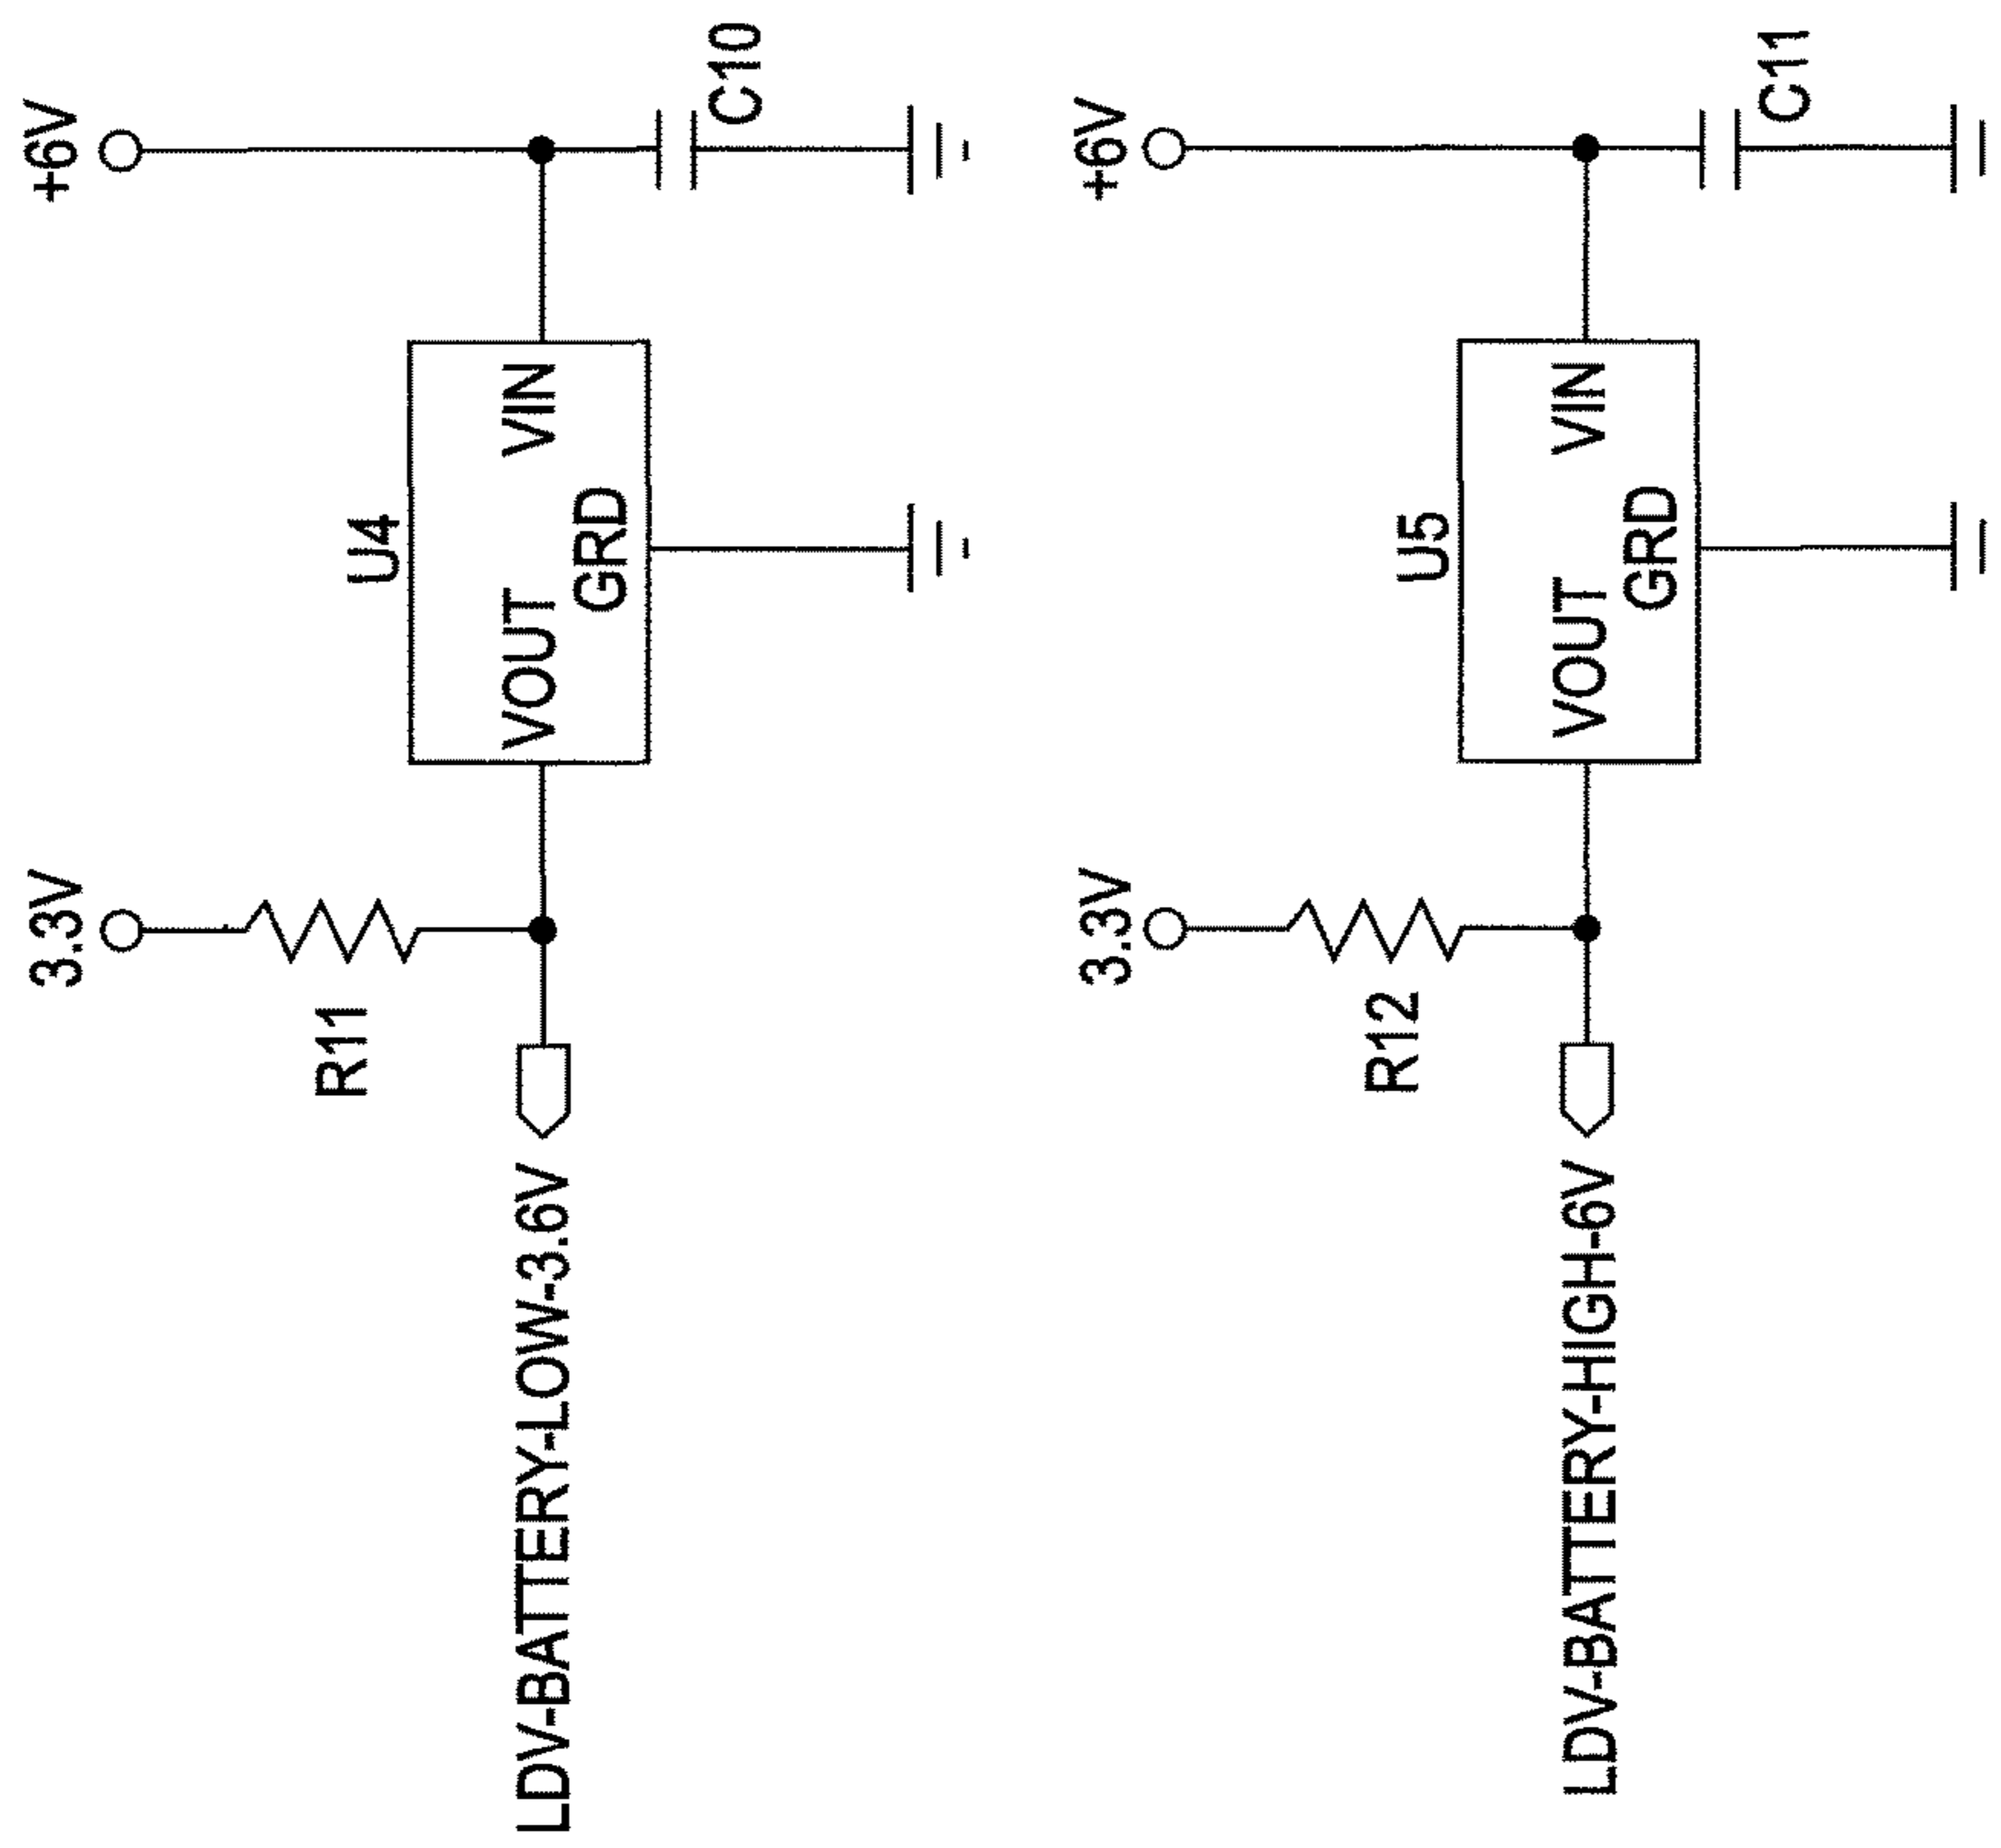 3.3V
+6V
R11
U4
C10
LDV-BATTERY-LOW-3.6V
VOUT
VIN
GRD
3.3V
+6V
R12
U5
C11
LDV-BATTERY-HIGH-6V
VOUT
VIN
GRD